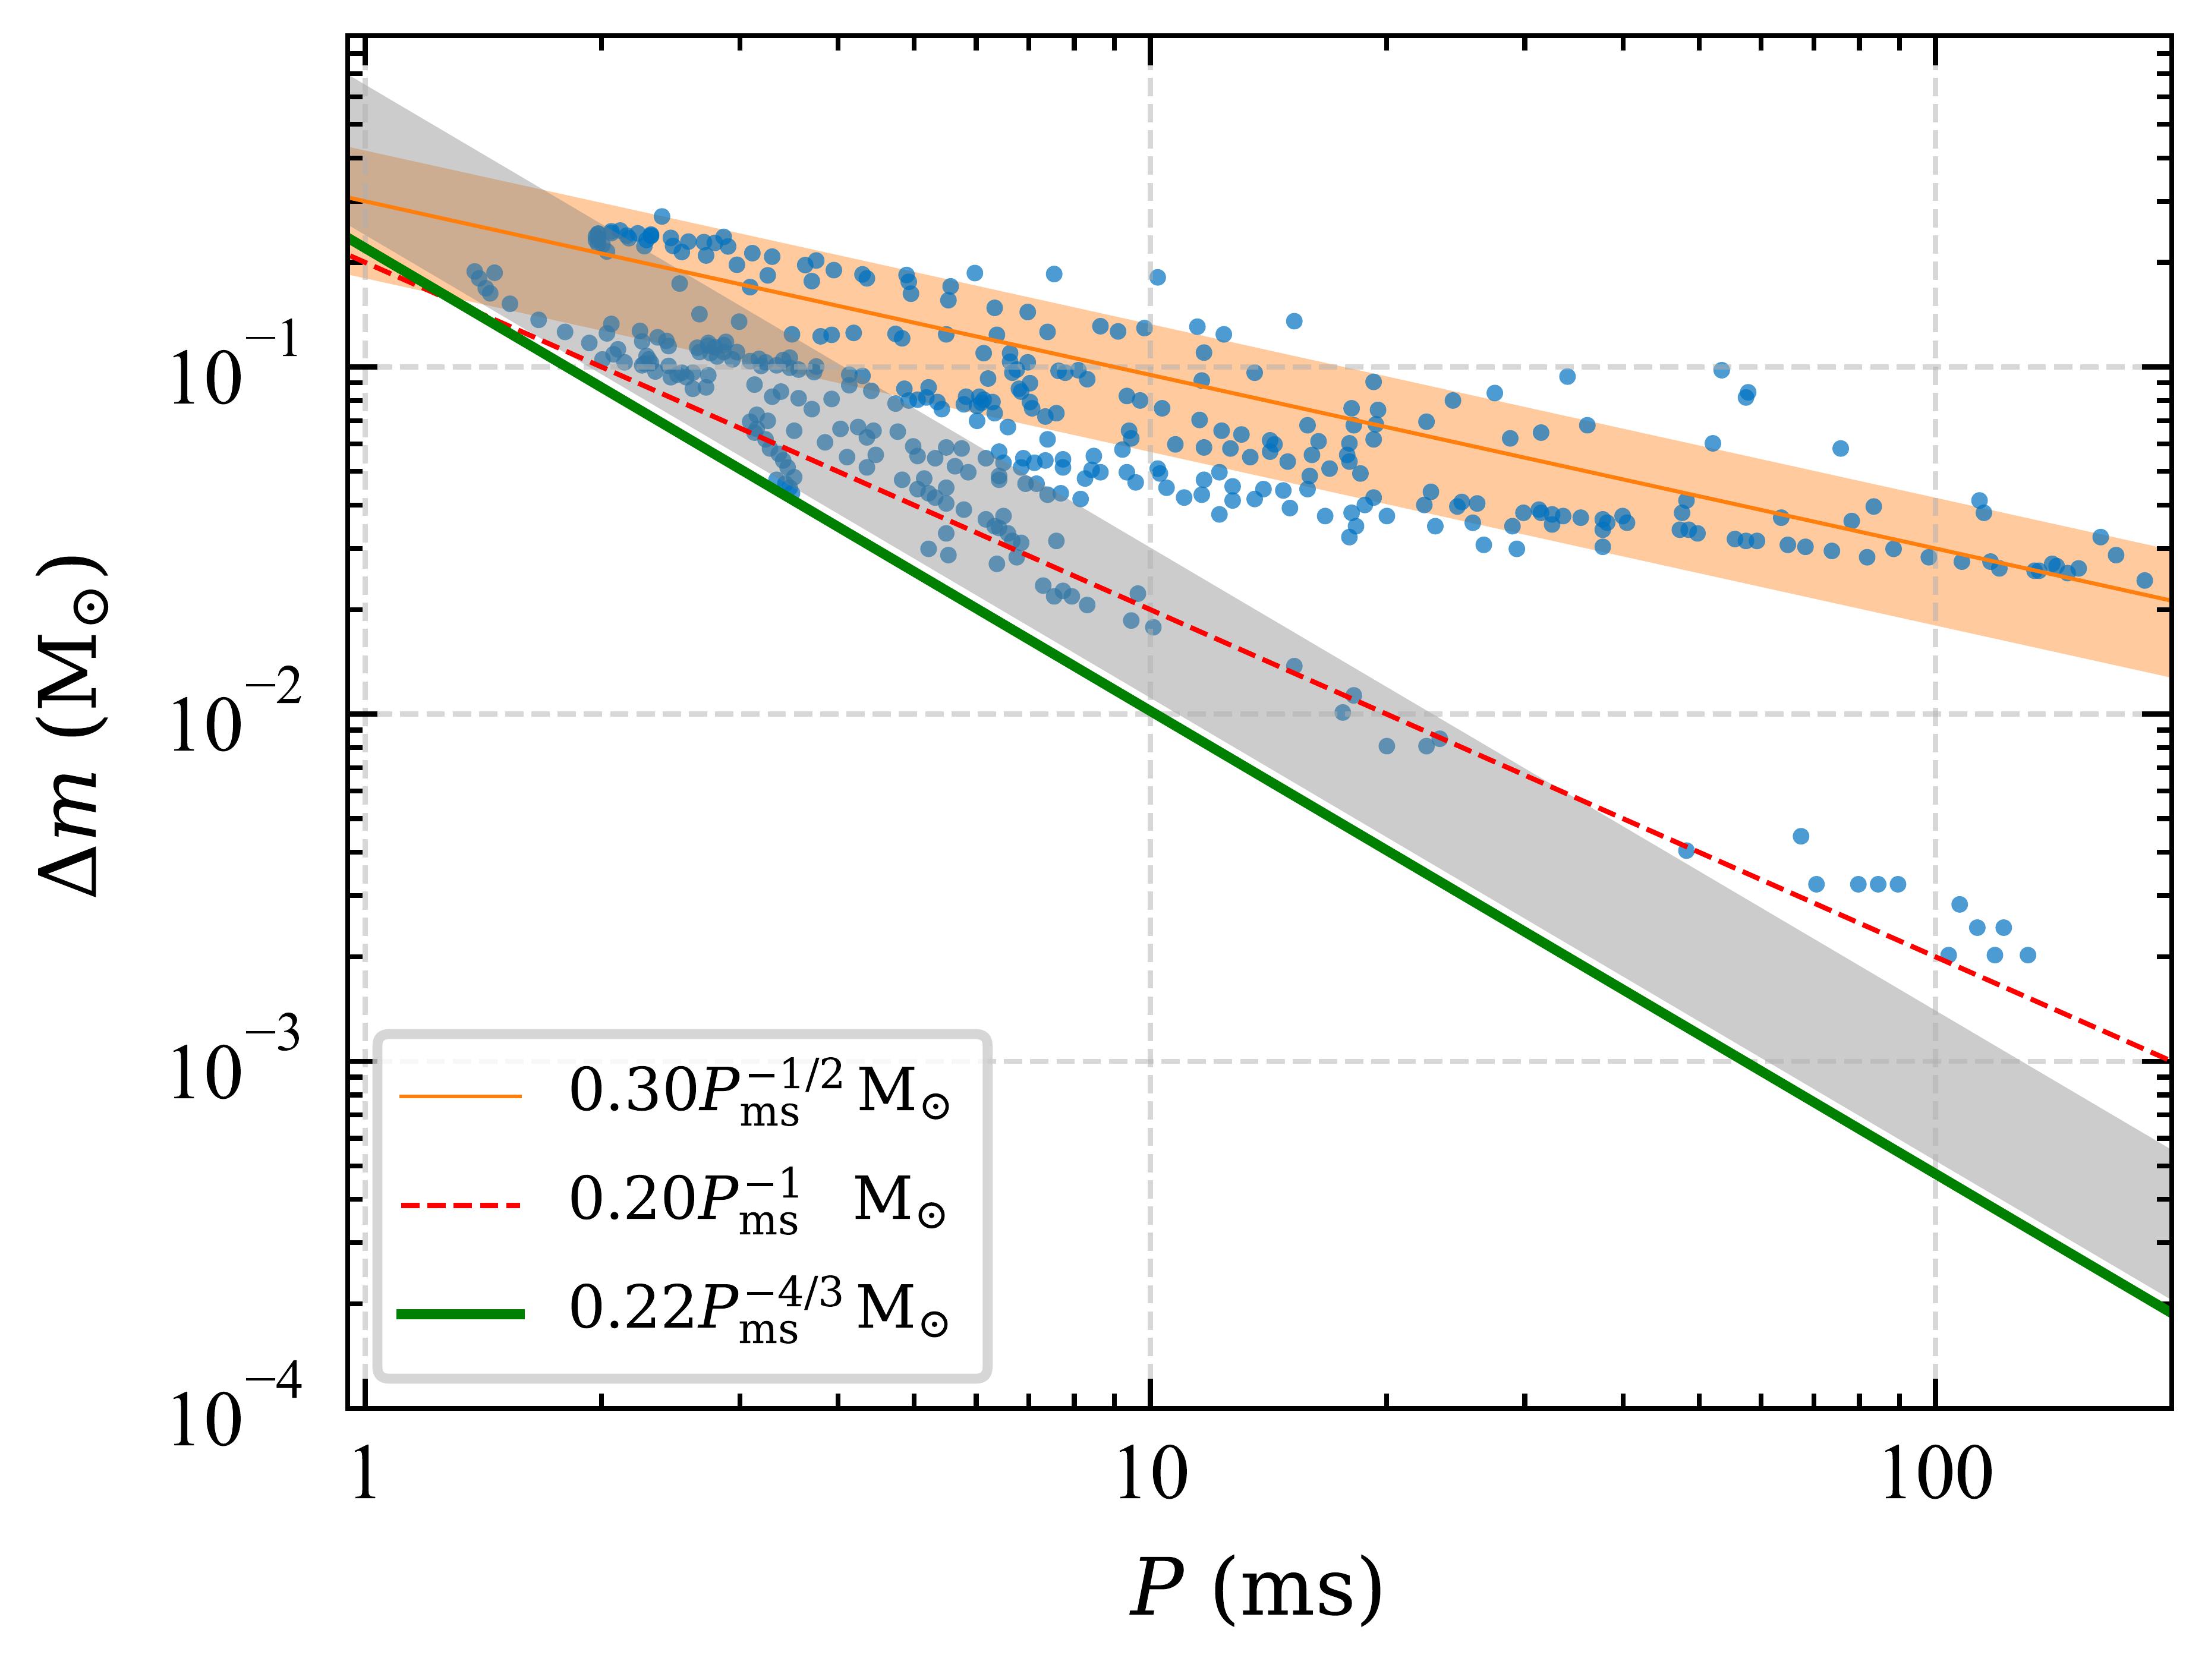 Δm (M⊙)
10⁻¹
10⁻²
10⁻³
10⁻⁴
0.30P_ms^−1/2 M⊙
0.20P_ms^−1 M⊙
0.22P_ms^−4/3 M⊙
1 10 100
P (ms)